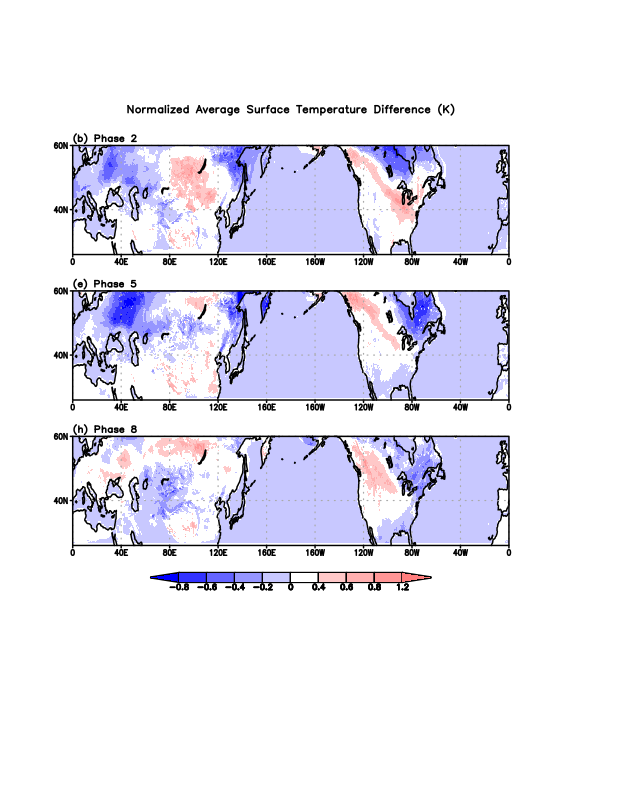 Normalized Average Surface Temperature Difference (K)
(b) Phase 2
60N
40N
0 40E 80E 120E 160E 160W 120W 80W 40W 0
(e) Phase 5
60N
40N
0 40E 80E 120E 160E 160W 120W 80W 40W 0
(h) Phase 8
60N
40N
0 40E 80E 120E 160E 160W 120W 80W 40W 0
-0.8 -0.6 -0.4 -0.2 0 0.4 0.6 0.8 1.2